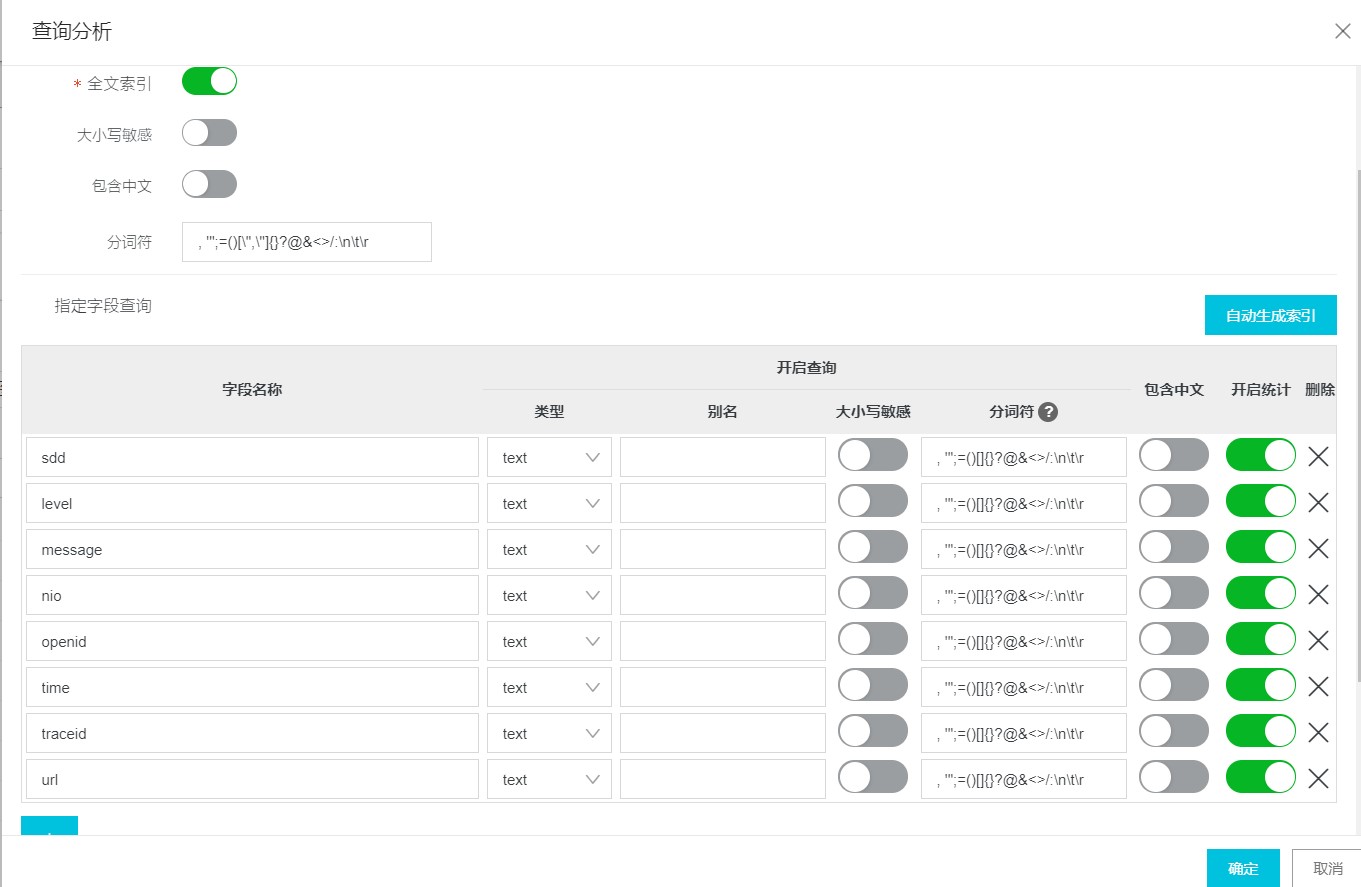 查询分析
* 全文索引
大小写敏感
包含中文
分词符 , '";=()[\",\"]{}?@&<>/:\n\t\r
指定字段查询
自动生成索引
字段名称 开启查询 包含中文 开启统计 删除
类型 别名 大小写敏感 分词符 ?
sdd text , '";=()[]{}?@&<>/:\n\t\r
level text , '";=()[]{}?@&<>/:\n\t\r
message text , '";=()[]{}?@&<>/:\n\t\r
nio text , '";=()[]{}?@&<>/:\n\t\r
openid text , '";=()[]{}?@&<>/:\n\t\r
time text , '";=()[]{}?@&<>/:\n\t\r
traceid text , '";=()[]{}?@&<>/:\n\t\r
url text , '";=()[]{}?@&<>/:\n\t\r
确定 取消